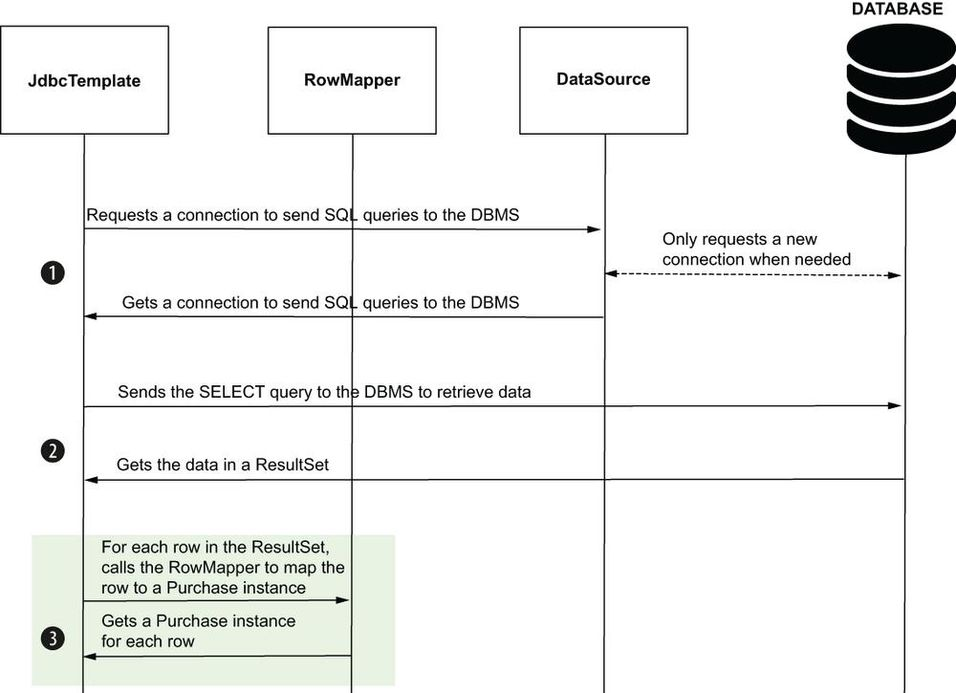 DATABASE
JdbcTemplate
RowMapper
DataSource
Requests a connection to send SQL queries to the DBMS
Only requests a new
connection when needed
1
Gets a connection to send SQL queries to the DBMS
Sends the SELECT query to the DBMS to retrieve data
2
Gets the data in a ResultSet
For each row in the ResultSet,
calls the RowMapper to map the
row to a Purchase instance
Gets a Purchase instance
3
for each row